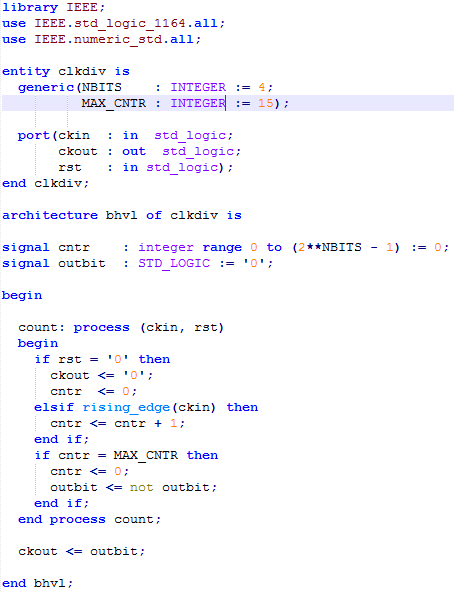 library IEEE;
use IEEE.std_logic_1164.all;
use IEEE.numeric_std.all;

entity clkdiv is
  generic(NBITS    : INTEGER := 4;
          MAX_CNTR : INTEGER := 15);

  port(ckin  : in  std_logic;
       ckout : out  std_logic;
       rst   : in std_logic);
end clkdiv;

architecture bhvl of clkdiv is

signal cntr    : integer range 0 to (2**NBITS - 1) := 0;
signal outbit  : STD_LOGIC := '0';

begin

  count: process (ckin, rst)
  begin
    if rst = '0' then
      ckout <= '0';
      cntr  <= 0;
    elsif rising_edge(ckin) then
      cntr <= cntr + 1;
    end if;
    if cntr = MAX_CNTR then
      cntr <= 0;
      outbit <= not outbit;
    end if;
  end process count;

  ckout <= outbit;

end bhvl;